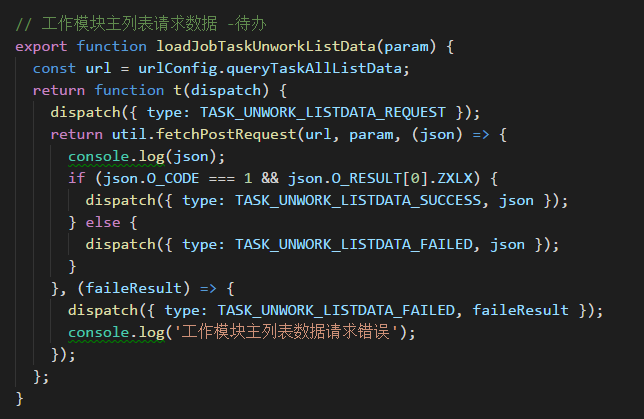 // 工作模块主列表请求数据 -待办
export function loadJobTaskUnworkListData(param) {
  const url = urlConfig.queryTaskAllListData;
  return function t(dispatch) {
    dispatch({ type: TASK_UNWORK_LISTDATA_REQUEST });
    return util.fetchPostRequest(url, param, (json) => {
      console.log(json);
      if (json.O_CODE === 1 && json.O_RESULT[0].ZXLX) {
        dispatch({ type: TASK_UNWORK_LISTDATA_SUCCESS, json });
      } else {
        dispatch({ type: TASK_UNWORK_LISTDATA_FAILED, json });
      }
    }, (faileResult) => {
      dispatch({ type: TASK_UNWORK_LISTDATA_FAILED, faileResult });
      console.log('工作模块主列表数据请求错误');
    });
  };
}